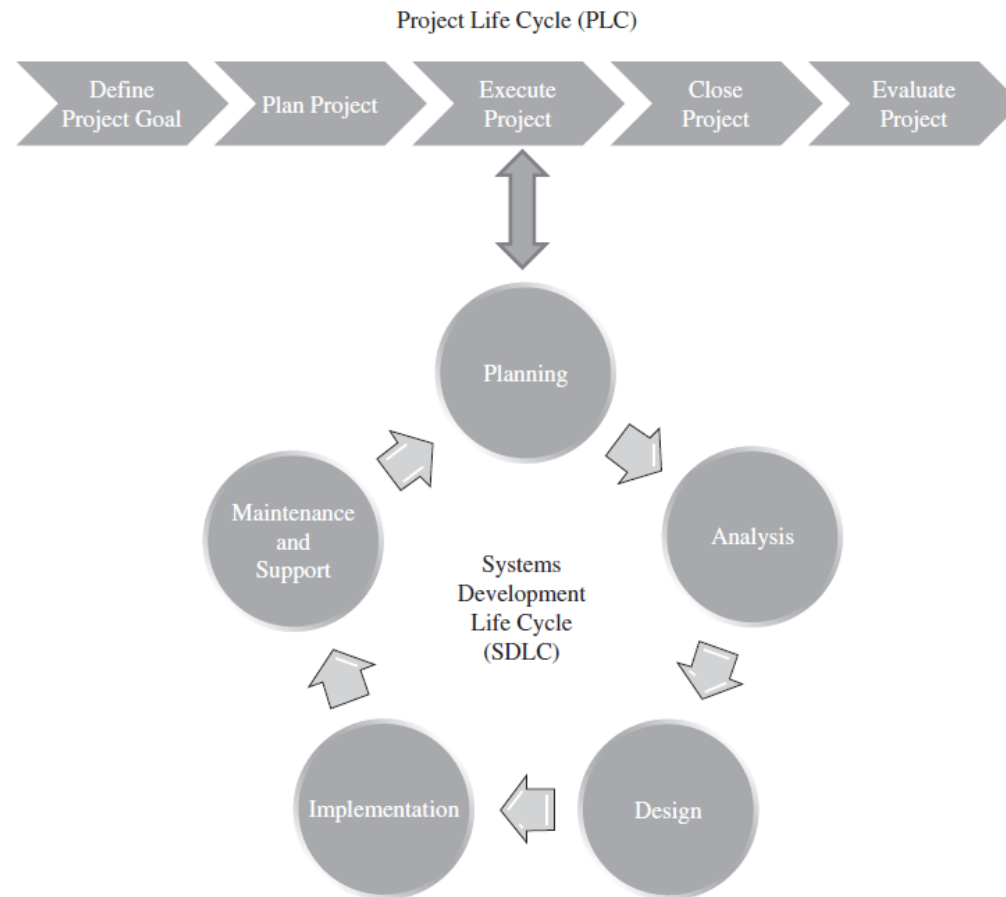 Project Life Cycle (PLC)
Define
Project Goal
Plan Project
Execute
Project
Close
Project
Evaluate
Project
Planning
Analysis
Design
Implementation
Maintenance
and
Support
Systems
Development
Life Cycle
(SDLC)